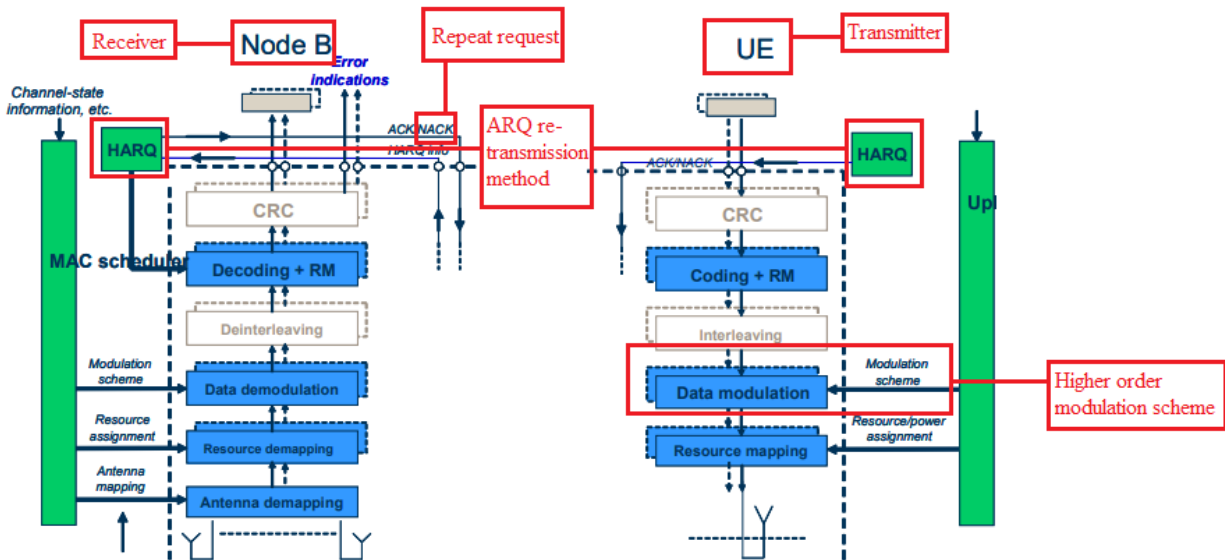 Receiver
Node B
Repeat request
UE
Transmitter
Error
indications
Channel-state
information, etc.
HARQ
ACK/NACK
HARQ info
ARQ re-
transmission
method
ACK/NACK
HARQ
CRC
CRC
Upl
MAC scheduler
Decoding + RM
Coding + RM
Deinterleaving
Interleaving
Modulation
scheme
Data demodulation
Data modulation
Modulation
scheme
Higher order
modulation scheme
Resource
assignment
Resource demapping
Resource mapping
Resource/power
assignment
Antenna
mapping
Antenna demapping